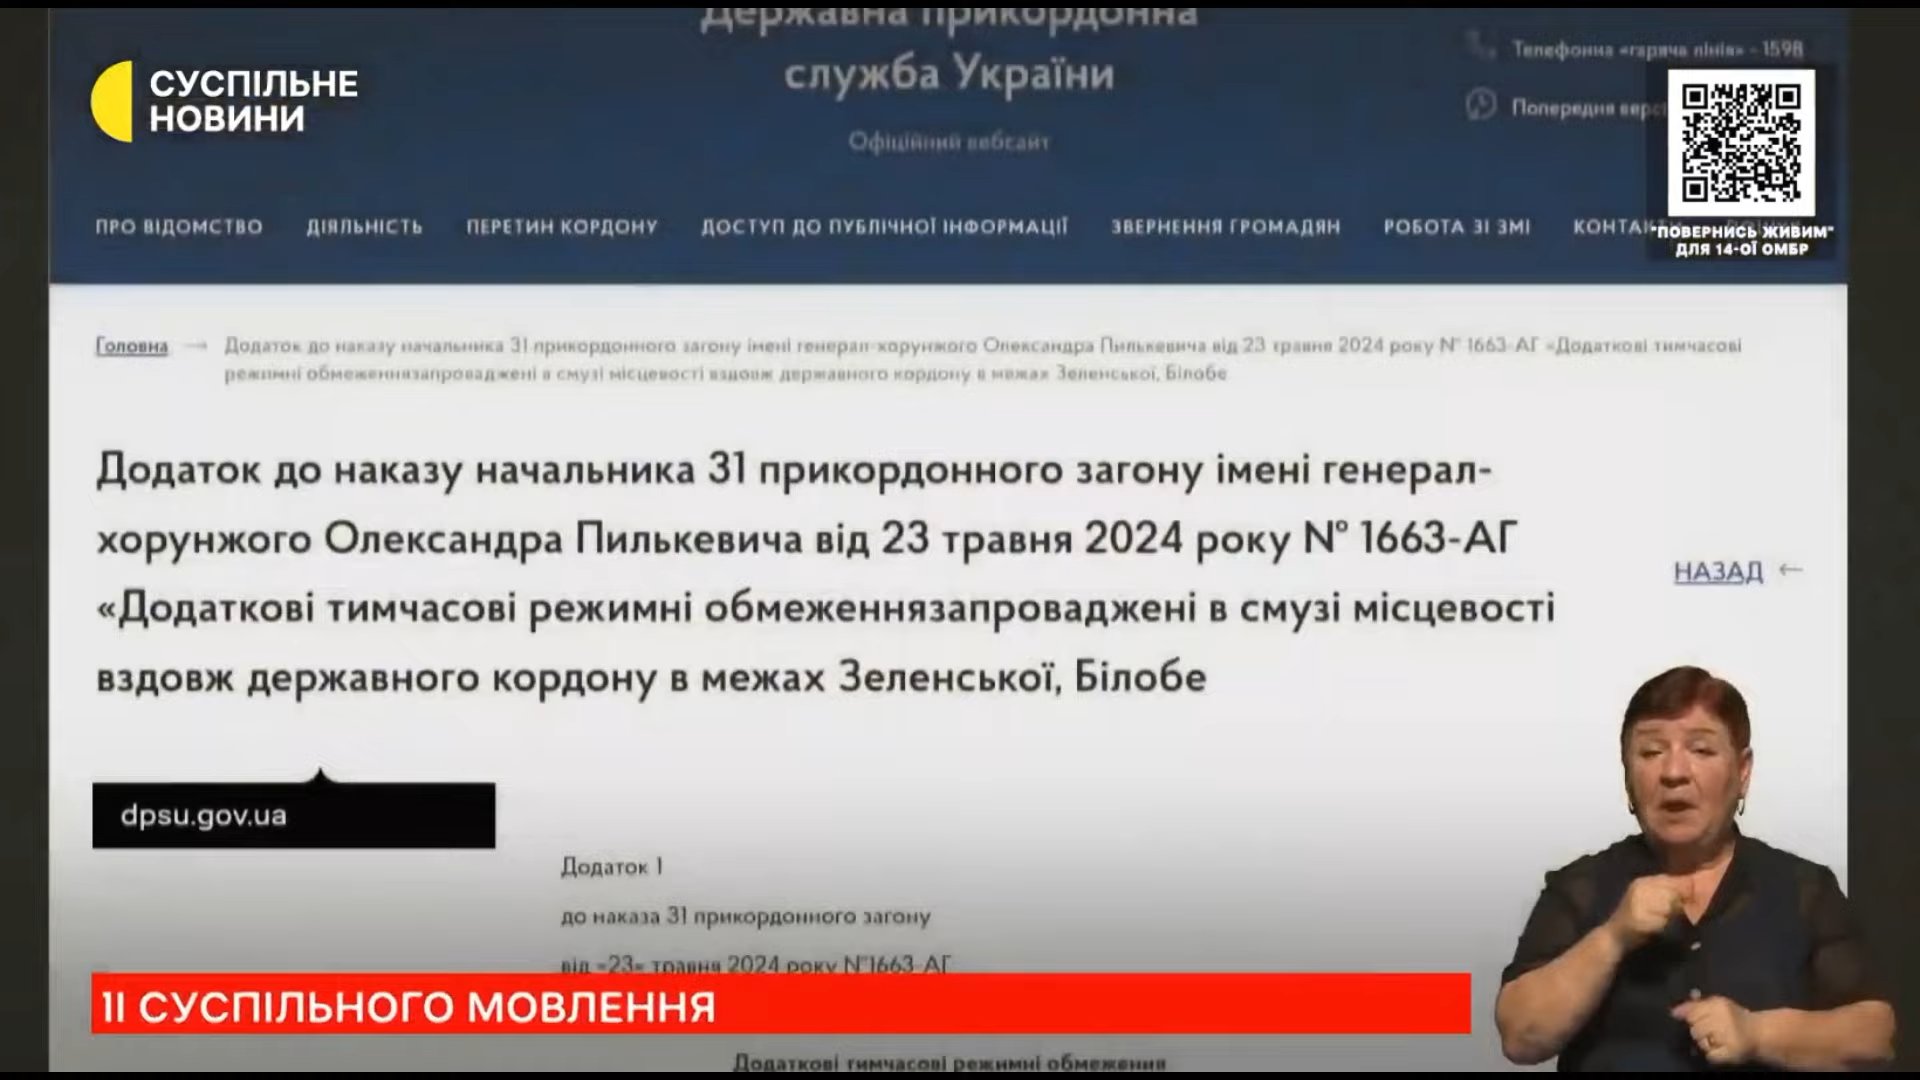 Державна прикордонна
служба України
Офіційний вебсайт
Телефонна «гаряча лінія» - 1598
Попередня верс
СУСПІЛЬНЕ
НОВИНИ
ПРО ВІДОМСТВО ДІЯЛЬНІСТЬ ПЕРЕТИН КОРДОНУ ДОСТУП ДО ПУБЛІЧНОЇ ІНФОРМАЦІЇ ЗВЕРНЕННЯ ГРОМАДЯН РОБОТА ЗІ ЗМІ КОНТАК
"ПОВЕРНИСЬ ЖИВИМ"
ДЛЯ 14-ОЇ ОМБР
Головна → Додаток до наказу начальника 31 прикордонного загону імені генерал-хорунжого Олександра Пилькевича від 23 травня 2024 року N° 1663-АГ «Додаткові тимчасові
режимні обмеженнязапроваджені в смузі місцевості вздовж державного кордону в межах Зеленської, Білобе
Додаток до наказу начальника 31 прикордонного загону імені генерал-
хорунжого Олександра Пилькевича від 23 травня 2024 року N° 1663-АГ
«Додаткові тимчасові режимні обмеженнязапроваджені в смузі місцевості
вздовж державного кордону в межах Зеленської, Білобе
НАЗАД ←
dpsu.gov.ua
Додаток 1
до наказа 31 прикордонного загону
від «23» травня 2024 року N°1663-АГ
ІІ СУСПІЛЬНОГО МОВЛЕННЯ
Додаткові тимчасові режимні обмеження